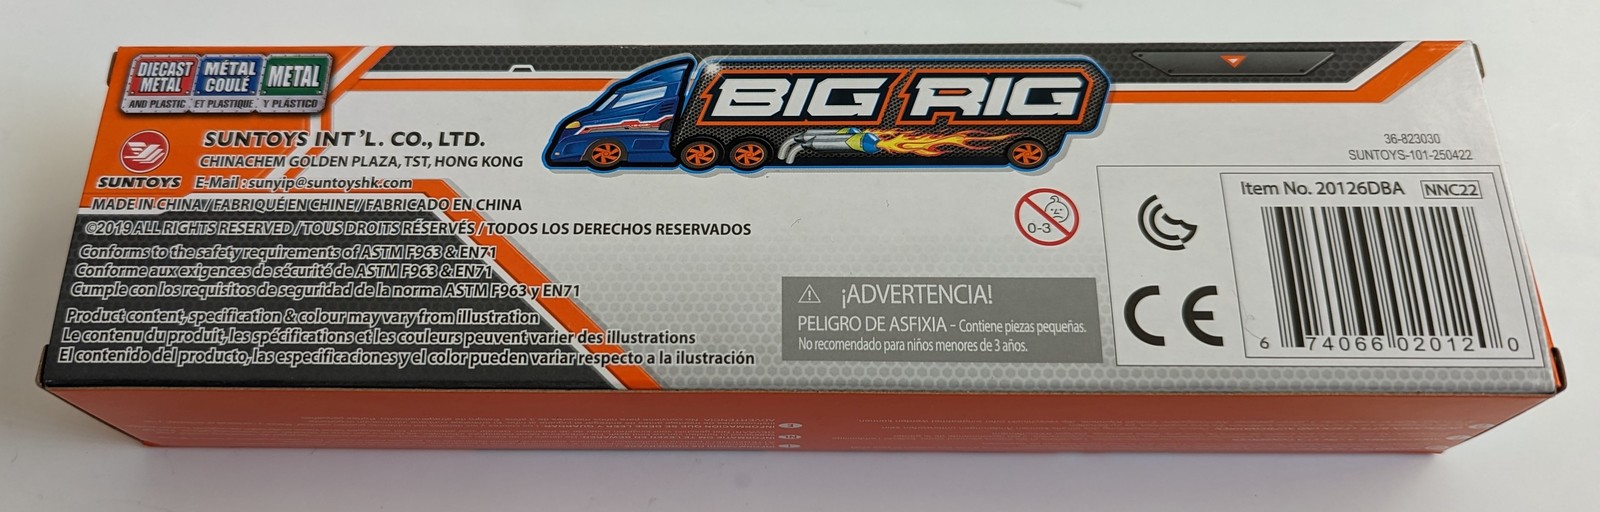 DIECAST METAL AND PLASTIC
MÉTAL COULÉ ET PLASTIQUE
METAL Y PLÁSTICO
BIG RIG
SUNTOYS
SUNTOYS INT'L. CO., LTD.
CHINACHEM GOLDEN PLAZA, TST, HONG KONG
E-Mail : sunyip@suntoyshk.com
MADE IN CHINA / FABRIQUÉ EN CHINE / FABRICADO EN CHINA
©2019 ALL RIGHTS RESERVED / TOUS DROITS RÉSERVÉS / TODOS LOS DERECHOS RESERVADOS
Conforms to the safety requirements of ASTM F963 & EN71
Conforme aux exigences de sécurité de ASTM F963 & EN71
Cumple con los requisitos de seguridad de la norma ASTM F963 y EN71
Product content, specification & colour may vary from illustration
Le contenu du produit, les spécifications et les couleurs peuvent varier des illustrations
El contenido del producto, las especificaciones y el color pueden variar respecto a la ilustración
0-3
¡ADVERTENCIA!
PELIGRO DE ASFIXIA - Contiene piezas pequeñas.
No recomendado para niños menores de 3 años.
36-823030
SUNTOYS-101-250422
Item No. 20126DBA NNC22
CE
6 74066 02012 0